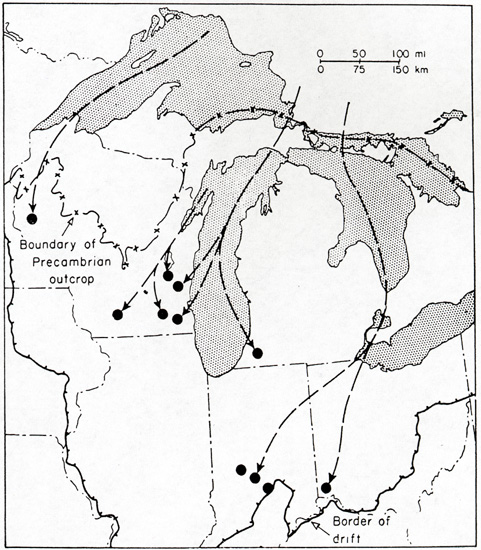 0 50 100 mi
0 75 150 km
Boundary of
Precambrian
outcrop
Border of
drift